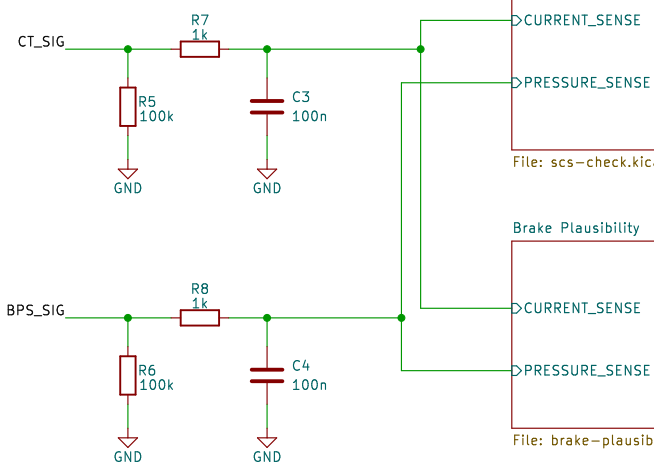 R7
1k
CT_SIG
R5
100k
C3
100n
GND
GND
CURRENT_SENSE
PRESSURE_SENSE
File: scs-check.kica
Brake Plausibility
R8
1k
BPS_SIG
R6
100k
C4
100n
GND
GND
CURRENT_SENSE
PRESSURE_SENSE
File: brake-plausib